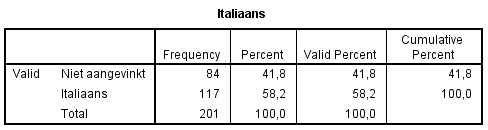 Italiaans
Frequency Percent Valid Percent Cumulative Percent
Valid Niet aangevinkt 84 41,8 41,8 41,8
Italiaans 117 58,2 58,2 100,0
Total 201 100,0 100,0